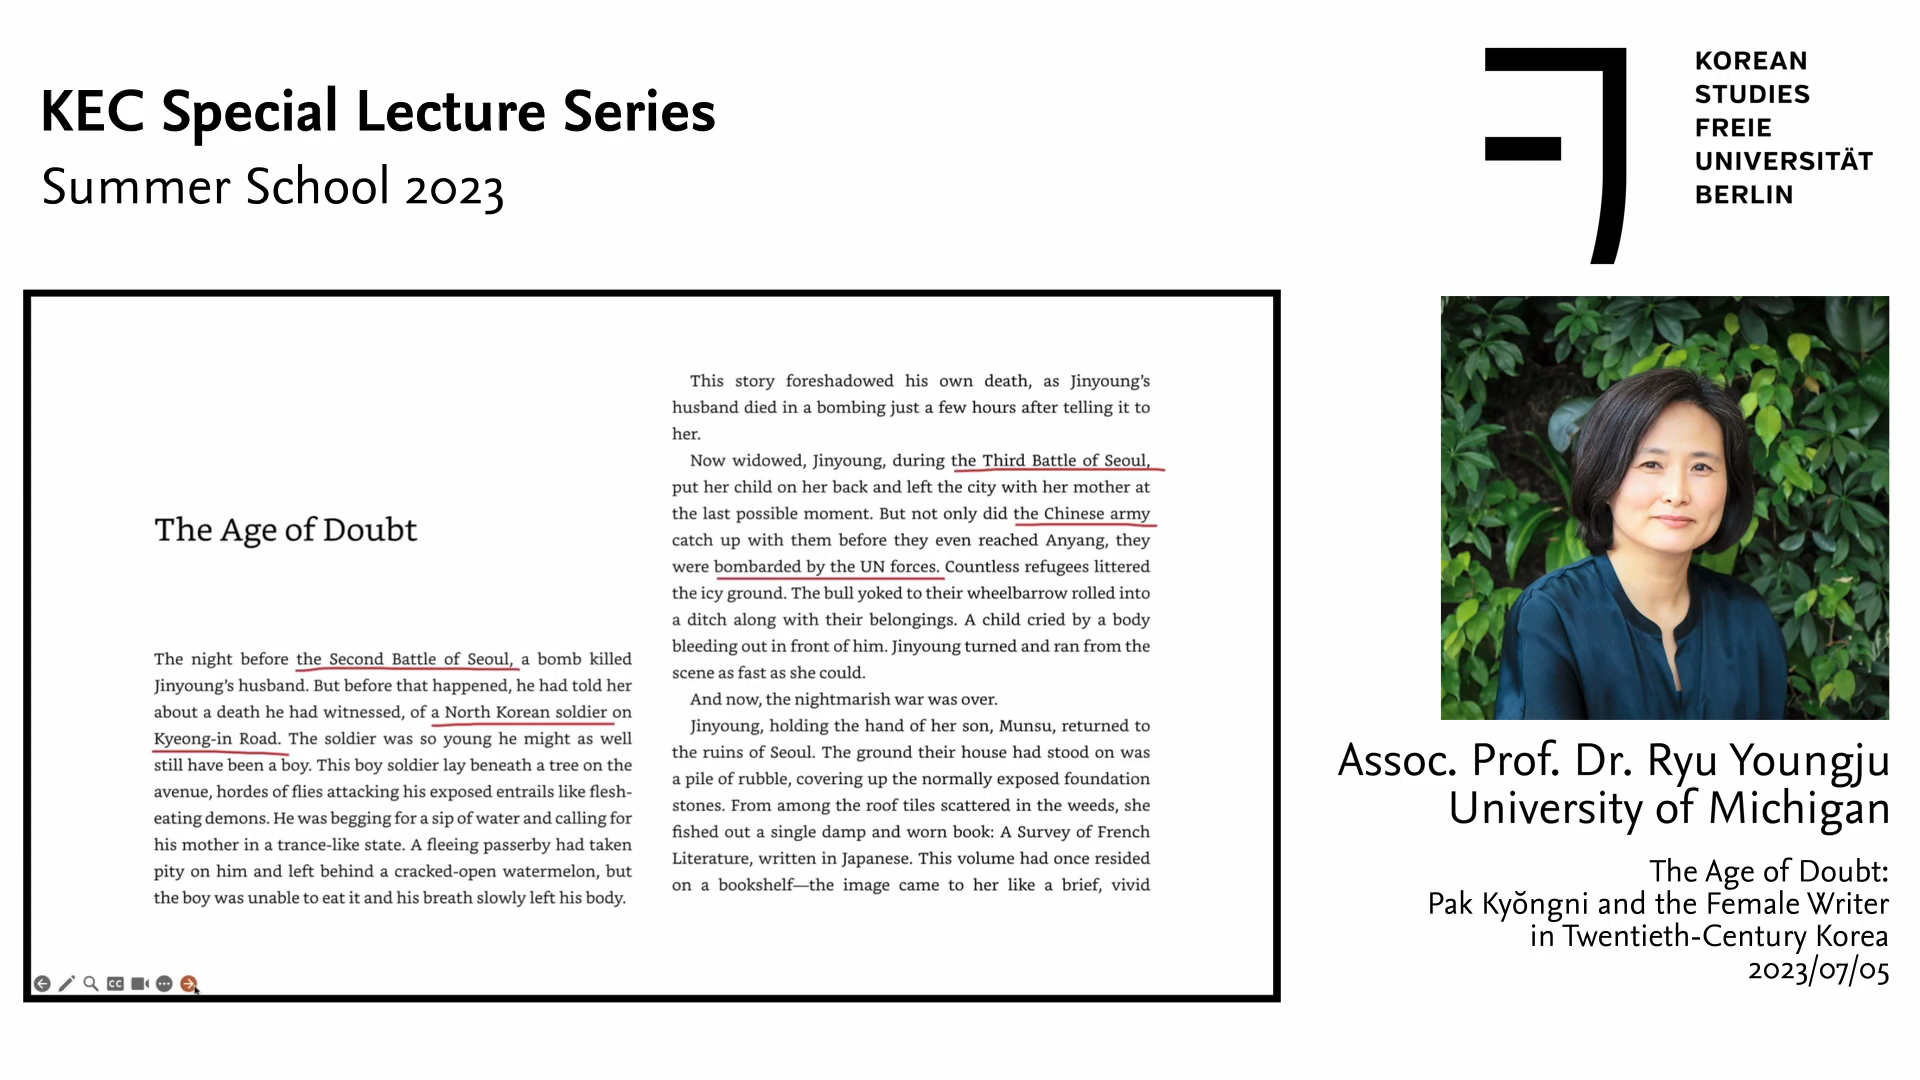 KEC Special Lecture Series
Summer School 2023
KOREAN
STUDIES
FREIE
UNIVERSITÄT
BERLIN
The Age of Doubt
The night before the Second Battle of Seoul, a bomb killed
Jinyoung’s husband. But before that happened, he had told her
about a death he had witnessed, of a North Korean soldier on
Kyeong-in Road. The soldier was so young he might as well
still have been a boy. This boy soldier lay beneath a tree on the
avenue, hordes of flies attacking his exposed entrails like flesh-
eating demons. He was begging for a sip of water and calling for
his mother in a trance-like state. A fleeing passerby had taken
pity on him and left behind a cracked-open watermelon, but
the boy was unable to eat it and his breath slowly left his body.
This story foreshadowed his own death, as Jinyoung’s
husband died in a bombing just a few hours after telling it to
her.
Now widowed, Jinyoung, during the Third Battle of Seoul,
put her child on her back and left the city with her mother at
the last possible moment. But not only did the Chinese army
catch up with them before they even reached Anyang, they
were bombarded by the UN forces. Countless refugees littered
the icy ground. The bull yoked to their wheelbarrow rolled into
a ditch along with their belongings. A child cried by a body
bleeding out in front of him. Jinyoung turned and ran from the
scene as fast as she could.
And now, the nightmarish war was over.
Jinyoung, holding the hand of her son, Munsu, returned to
the ruins of Seoul. The ground their house had stood on was
a pile of rubble, covering up the normally exposed foundation
stones. From among the roof tiles scattered in the weeds, she
fished out a single damp and worn book: A Survey of French
Literature, written in Japanese. This volume had once resided
on a bookshelf—the image came to her like a brief, vivid
CC
Assoc. Prof. Dr. Ryu Youngju
University of Michigan
The Age of Doubt:
Pak Kyŏngni and the Female Writer
in Twentieth-Century Korea
2023/07/05